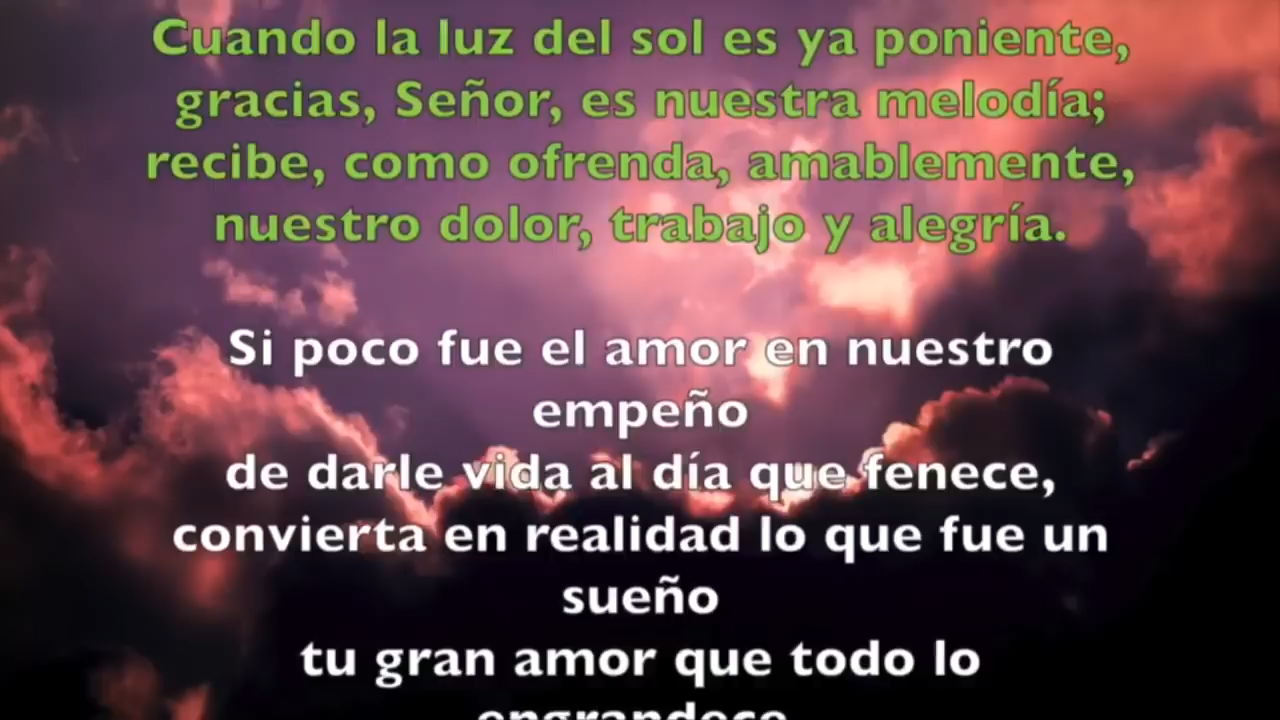 Cuando la luz del sol es ya poniente,
gracias, Señor, es nuestra melodía;
recibe, como ofrenda, amablemente,
nuestro dolor, trabajo y alegría.
Si poco fue el amor en nuestro
empeño
de darle vida al día que fenece,
convierta en realidad lo que fue un
sueño
tu gran amor que todo lo
engrandece